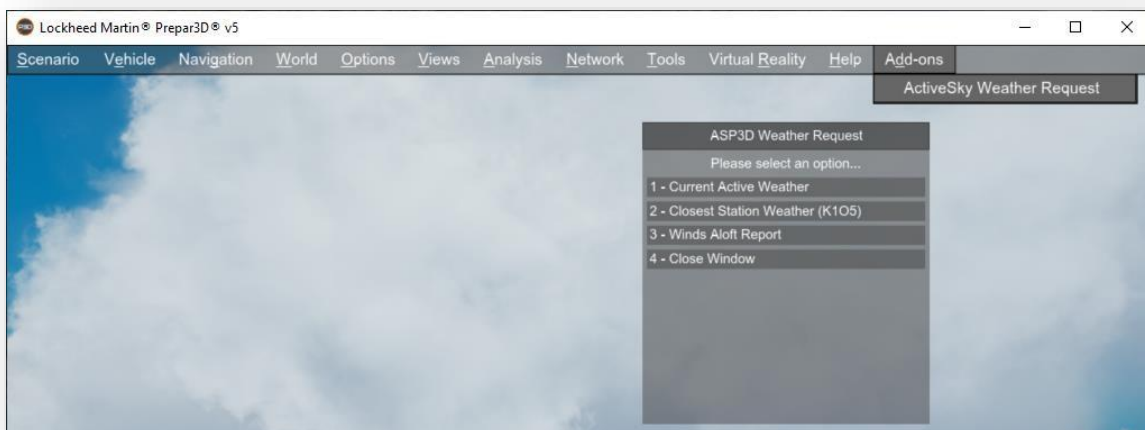 Lockheed Martin® Prepar3D® v5
Scenario Vehicle Navigation World Options Views Analysis Network Tools Virtual Reality Help Add-ons
ActiveSky Weather Request
ASP3D Weather Request
Please select an option...
1 - Current Active Weather
2 - Closest Station Weather (K1O5)
3 - Winds Aloft Report
4 - Close Window